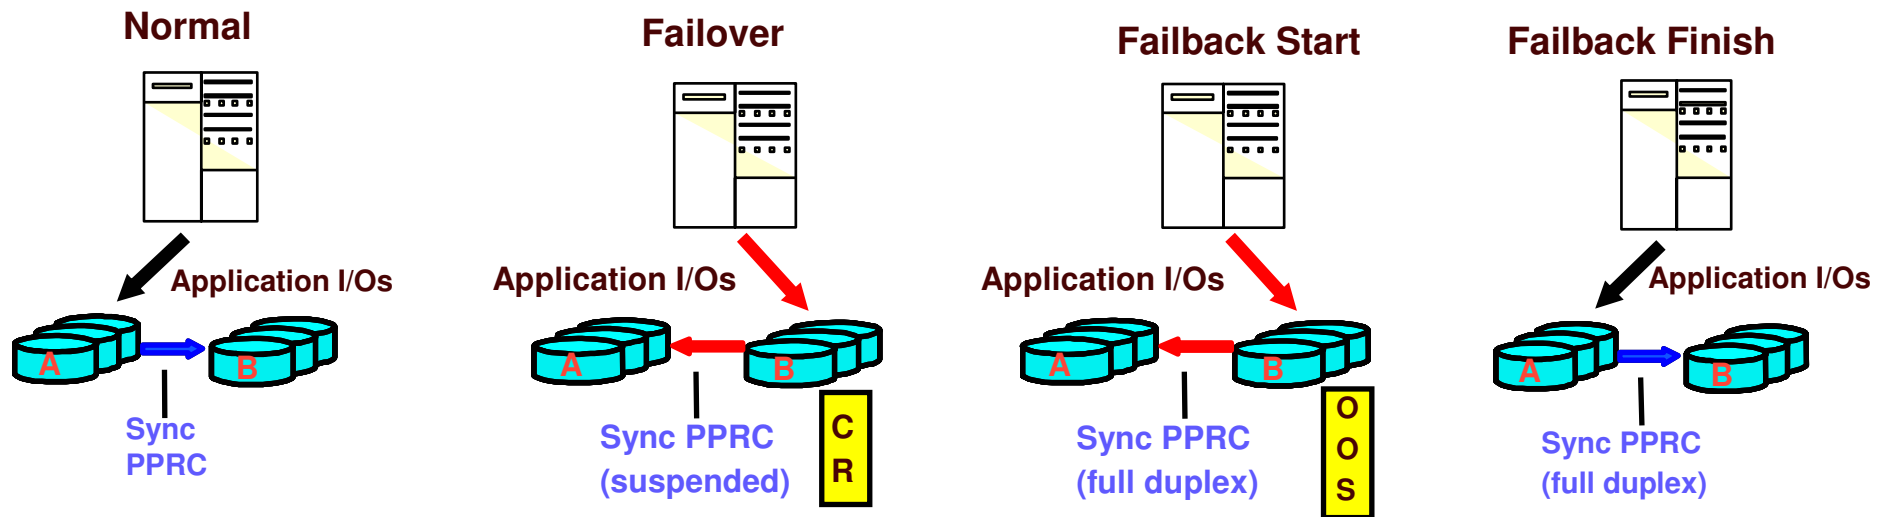 Normal
Application I/Os
A
B
Sync
PPRC
Failover
Application I/Os
A
B
Sync PPRC
(suspended)
C
R
Failback Start
Application I/Os
A
B
Sync PPRC
(full duplex)
O
O
S
Failback Finish
Application I/Os
A
B
Sync PPRC
(full duplex)